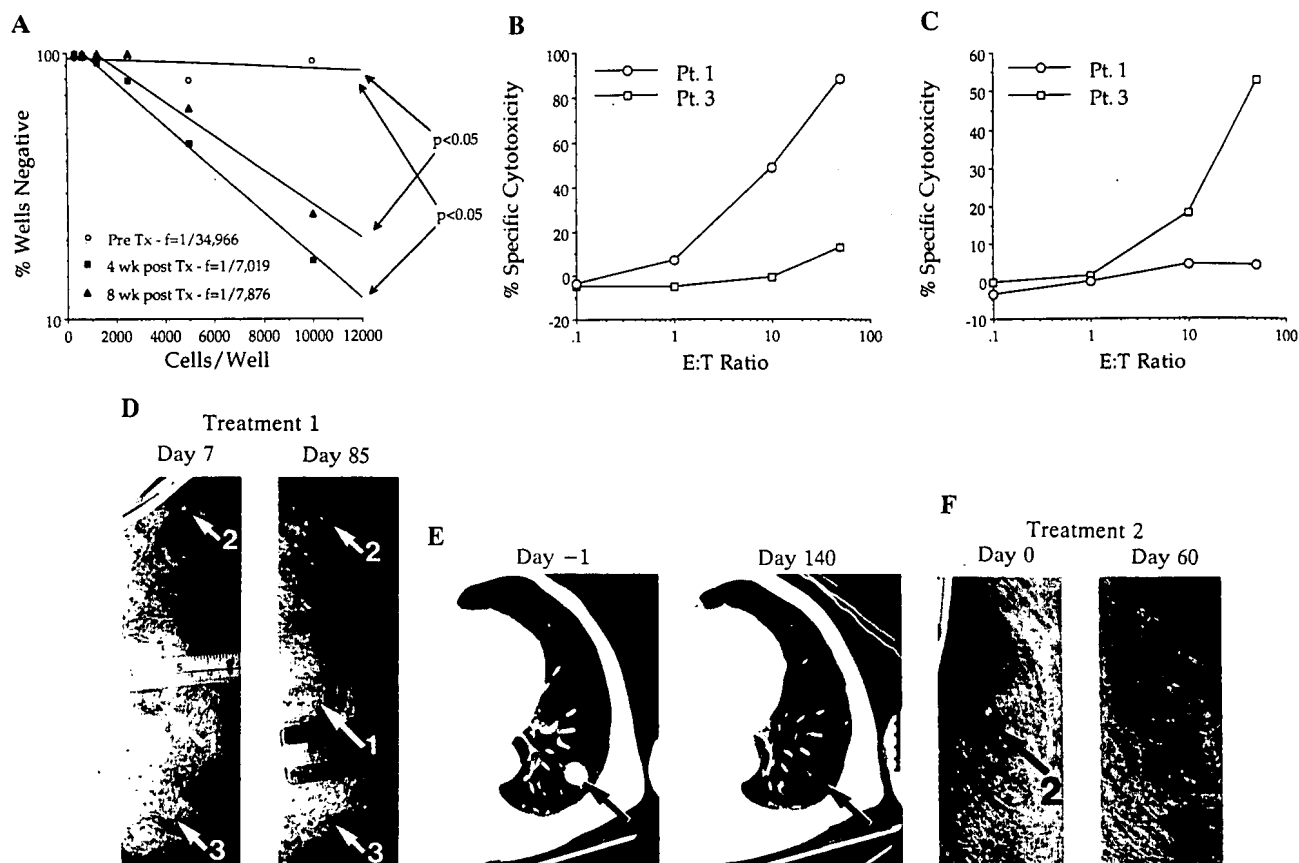 A
% Wells Negative
100
10
0 2000 4000 6000 8000 10000 12000
Cells/Well
Pre Tx - f=1/34,966
4 wk post Tx - f=1/7,019
8 wk post Tx - f=1/7,876
p<0.05
p<0.05
B
% Specific Cytotoxicity
100
80
60
40
20
0
-20
.1 1 10 100
E:T Ratio
Pt. 1
Pt. 3
C
% Specific Cytotoxicity
60
50
40
30
20
10
0
-10
.1 1 10 100
E:T Ratio
Pt. 1
Pt. 3
D
Treatment 1
Day 7 Day 85
2 2
5
1 1
3 3
E
Day −1 Day 140
F
Treatment 2
Day 0 Day 60
2